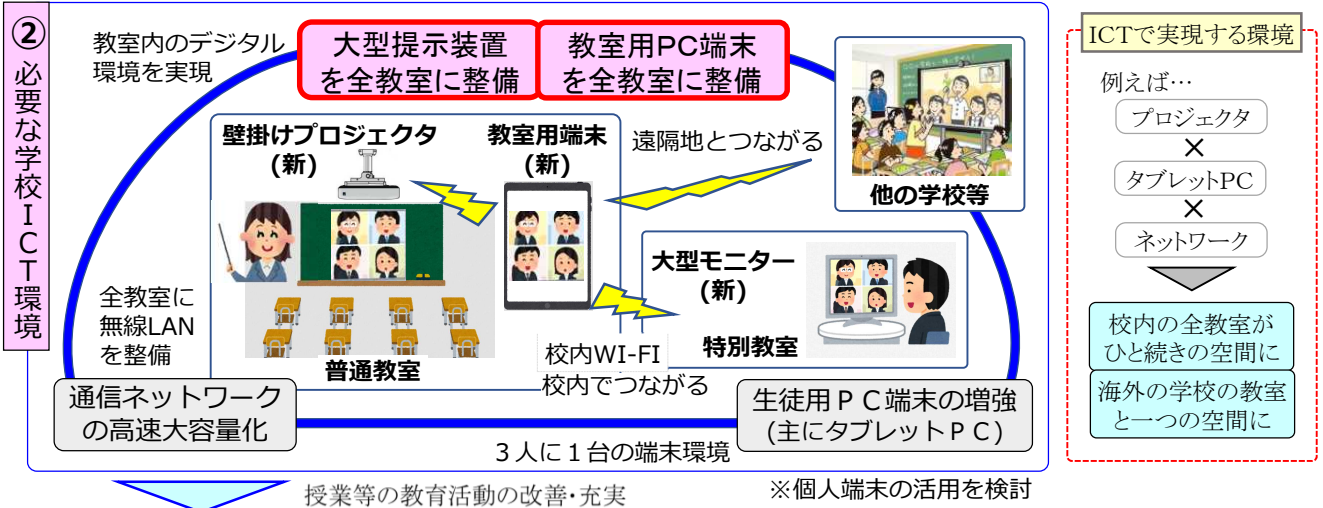 ②
必要な学校ICT環境
教室内のデジタル
環境を実現
大型提示装置
を全教室に整備
教室用PC端末
を全教室に整備
壁掛けプロジェクタ
(新)
教室用端末
(新)
遠隔地とつながる
他の学校等
大型モニター
(新)
特別教室
全教室に
無線LAN
を整備
普通教室
校内WI-FI
校内でつながる
通信ネットワーク
の高速大容量化
生徒用ＰＣ端末の増強
(主にタブレットＰＣ)
３人に１台の端末環境
授業等の教育活動の改善・充実
※個人端末の活用を検討
ICTで実現する環境
例えば…
プロジェクタ
×
タブレットPC
×
ネットワーク
校内の全教室が
ひと続きの空間に
海外の学校の教室
と一つの空間に